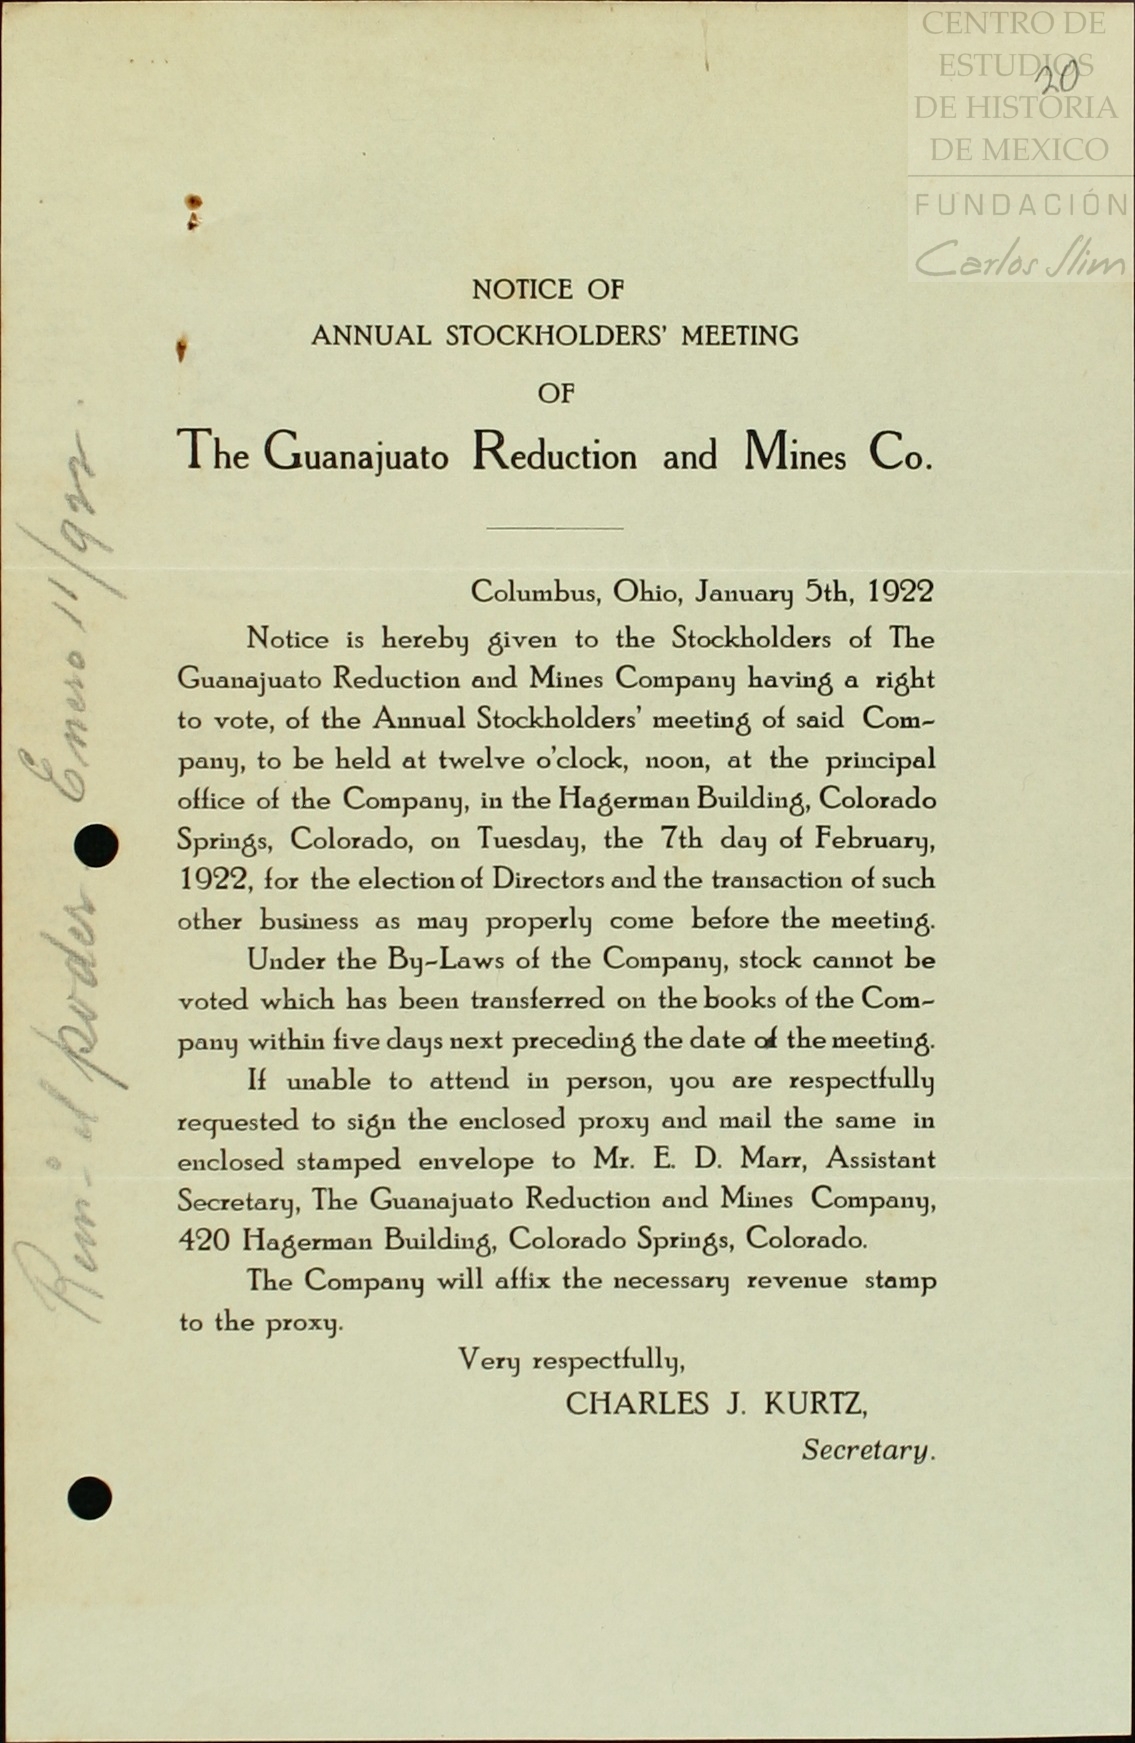 CENTRO DE
ESTUDIOS
DE HISTORIA
DE MEXICO
FUNDACIÓN
Carlos Slim
20
NOTICE OF
ANNUAL STOCKHOLDERS' MEETING
OF
The Guanajuato Reduction and Mines Co.
Columbus, Ohio, January 5th, 1922
Notice is hereby given to the Stockholders of The
Guanajuato Reduction and Mines Company having a right
to vote, of the Annual Stockholders' meeting of said Com-
pany, to be held at twelve o'clock, noon, at the principal
office of the Company, in the Hagerman Building, Colorado
Springs, Colorado, on Tuesday, the 7th day of February,
1922, for the election of Directors and the transaction of such
other business as may properly come before the meeting.
Under the By-Laws of the Company, stock cannot be
voted which has been transferred on the books of the Com-
pany within five days next preceding the date of the meeting.
If unable to attend in person, you are respectfully
requested to sign the enclosed proxy and mail the same in
enclosed stamped envelope to Mr. E. D. Marr, Assistant
Secretary, The Guanajuato Reduction and Mines Company,
420 Hagerman Building, Colorado Springs, Colorado.
The Company will affix the necessary revenue stamp
to the proxy.
Very respectfully,
CHARLES J. KURTZ,
Secretary.
el poder Enero 11/922.